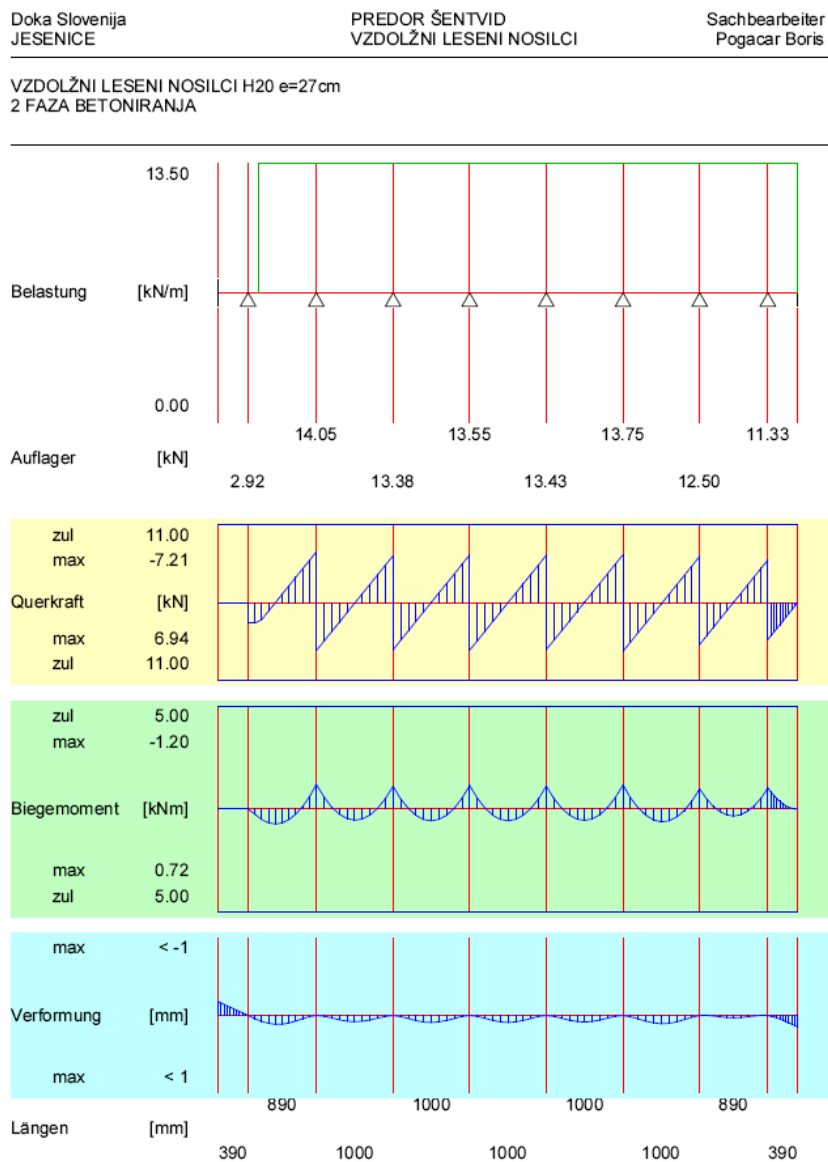 Doka Slovenija PREDOR ŠENTVID Sachbearbeiter
JESENICE VZDOLŽNI LESENI NOSILCI Pogacar Boris
VZDOLŽNI LESENI NOSILCI H20 e=27cm
2 FAZA BETONIRANJA
13.50
Belastung [kN/m]
0.00
14.05 13.55 13.75 11.33
Auflager [kN]
2.92 13.38 13.43 12.50
zul 11.00
max -7.21
Querkraft [kN]
max 6.94
zul 11.00
zul 5.00
max -1.20
Biegemoment [kNm]
max 0.72
zul 5.00
max < -1
Verformung [mm]
max < 1
890 1000 1000 890
Längen [mm]
390 1000 1000 1000 390